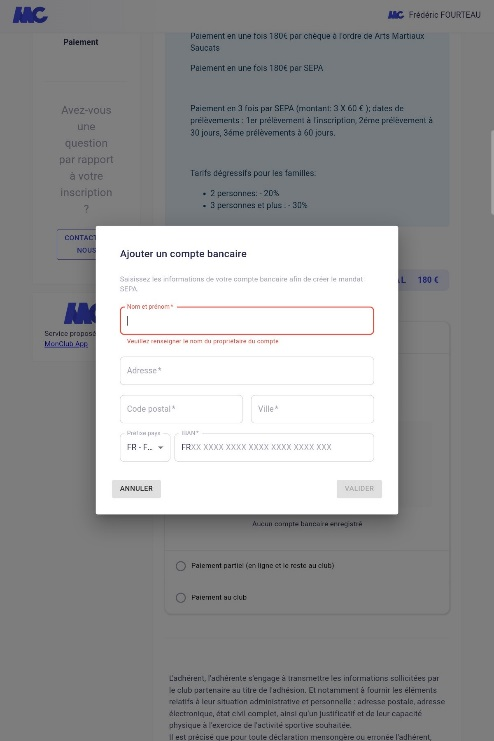 MC
MC Frédéric FOURTEAU
Paiement
Avez-vous
une
question
par rapport
à votre
inscription
?
CONTACT
NOUS
Service proposé
MonClub App
Paiement en une fois 180€ par chèque à l'ordre de Arts Martiaux
Saucats
Paiement en une fois 180€ par SEPA
Paiement en 3 fois par SEPA (montant: 3 X 60 € ); dates de
prélèvements : 1er prélèvement à l'inscription, 2éme prélèvement à
30 jours, 3éme prélèvements à 60 jours.
Tarifs dégressifs pour les familles:
• 2 personnes: - 20%
• 3 personnes et plus : - 30%
L 180 €
Ajouter un compte bancaire
Saisissez les informations de votre compte bancaire afin de créer le mandat
SEPA
Nom et prénom *
Veuillez renseigner le nom du propriétaire du compte
Adresse *
Code postal *
Ville *
Préfixe pays
FR - F...
IBAN *
FRXX XXXX XXXX XXXX XXXX XXXX XXX
ANNULER
VALIDER
Aucun compte bancaire enregistré
Paiement partiel (en ligne et le reste au club)
Paiement au club
L'adhérent, l'adhérente s'engage à transmettre les informations sollicitées par
le club partenaire au titre de l'adhésion. Et notamment à fournir les éléments
relatifs à leur situation administrative et personnelle : adresse postale, adresse
électronique, état civil complet, ainsi qu'un justificatif et de leur capacité
physique à l'exercice de l'activité sportive souhaitée.
Il est précisé que pour toute déclaration mensongère ou erronée l'adhérent,